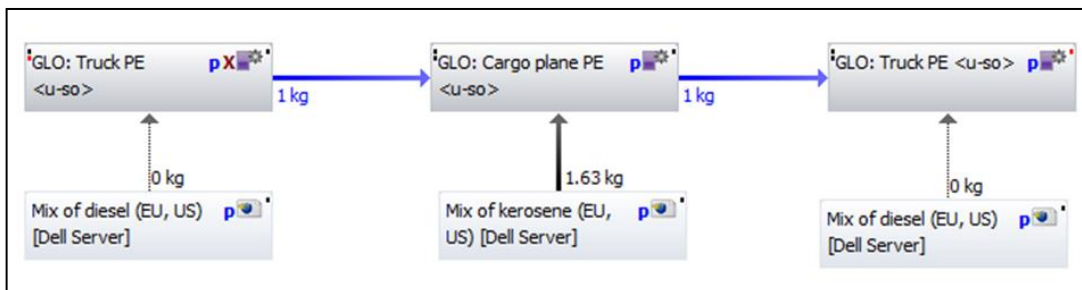 GLO: Truck PE pX
<u-so>
1 kg
GLO: Cargo plane PE p
<u-so>
1 kg
GLO: Truck PE <u-so> p
0 kg
Mix of diesel (EU, US) p
[Dell Server]
1.63 kg
Mix of kerosene (EU, p
US) [Dell Server]
0 kg
Mix of diesel (EU, US) p
[Dell Server]